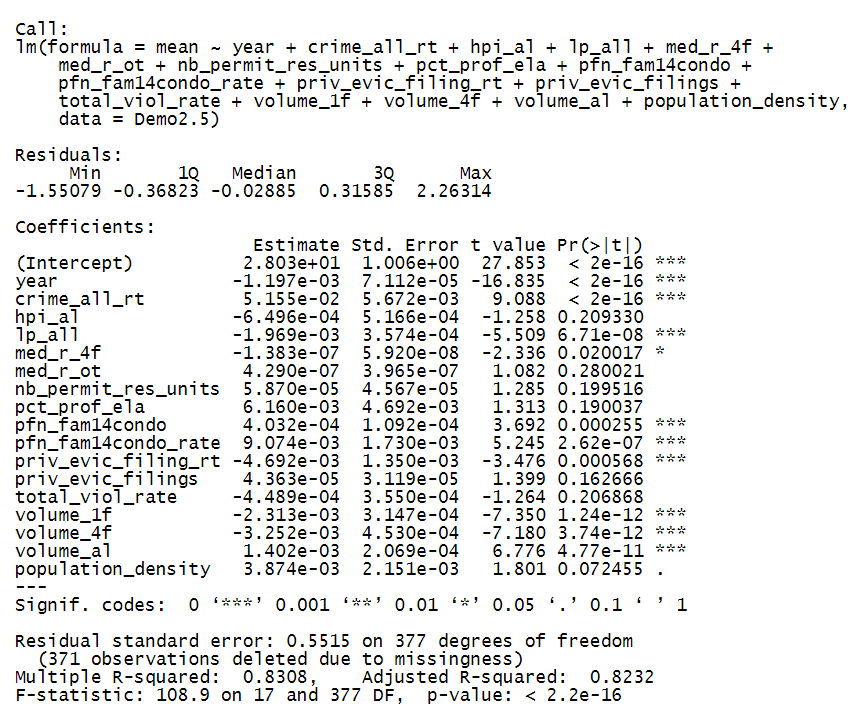 Call:
lm(formula = mean ~ year + crime_all_rt + hpi_al + lp_all + med_r_4f +
    med_r_ot + nb_permit_res_units + pct_prof_ela + pfn_fam14condo +
    pfn_fam14condo_rate + priv_evic_filing_rt + priv_evic_filings +
    total_viol_rate + volume_1f + volume_4f + volume_al + population_density,
    data = Demo2.5)
Residuals:
     Min       1Q   Median       3Q      Max
-1.55079 -0.36823 -0.02885  0.31585  2.26314
Coefficients:
                      Estimate Std. Error t value Pr(>|t|)
(Intercept)          2.803e+01  1.006e+00  27.853  < 2e-16 ***
year                -1.197e-03  7.112e-05 -16.835  < 2e-16 ***
crime_all_rt         5.155e-02  5.672e-03   9.088  < 2e-16 ***
hpi_al              -6.496e-04  5.166e-04  -1.258 0.209330
lp_all              -1.969e-03  3.574e-04  -5.509 6.71e-08 ***
med_r_4f            -1.383e-07  5.920e-08  -2.336 0.020017 *
med_r_ot             4.290e-07  3.965e-07   1.082 0.280021
nb_permit_res_units  5.870e-05  4.567e-05   1.285 0.199516
pct_prof_ela         6.160e-03  4.692e-03   1.313 0.190037
pfn_fam14condo       4.032e-04  1.092e-04   3.692 0.000255 ***
pfn_fam14condo_rate  9.074e-03  1.730e-03   5.245 2.62e-07 ***
priv_evic_filing_rt -4.692e-03  1.350e-03  -3.476 0.000568 ***
priv_evic_filings    4.363e-05  3.119e-05   1.399 0.162666
total_viol_rate     -4.489e-04  3.550e-04  -1.264 0.206868
volume_1f           -2.313e-03  3.147e-04  -7.350 1.24e-12 ***
volume_4f           -3.252e-03  4.530e-04  -7.180 3.74e-12 ***
volume_al            1.402e-03  2.069e-04   6.776 4.77e-11 ***
population_density   3.874e-03  2.151e-03   1.801 0.072455 .
---
Signif. codes:  0 ‘***’ 0.001 ‘**’ 0.01 ‘*’ 0.05 ‘.’ 0.1 ‘ ’ 1
Residual standard error: 0.5515 on 377 degrees of freedom
  (371 observations deleted due to missingness)
Multiple R-squared:  0.8308,    Adjusted R-squared:  0.8232
F-statistic: 108.9 on 17 and 377 DF,  p-value: < 2.2e-16